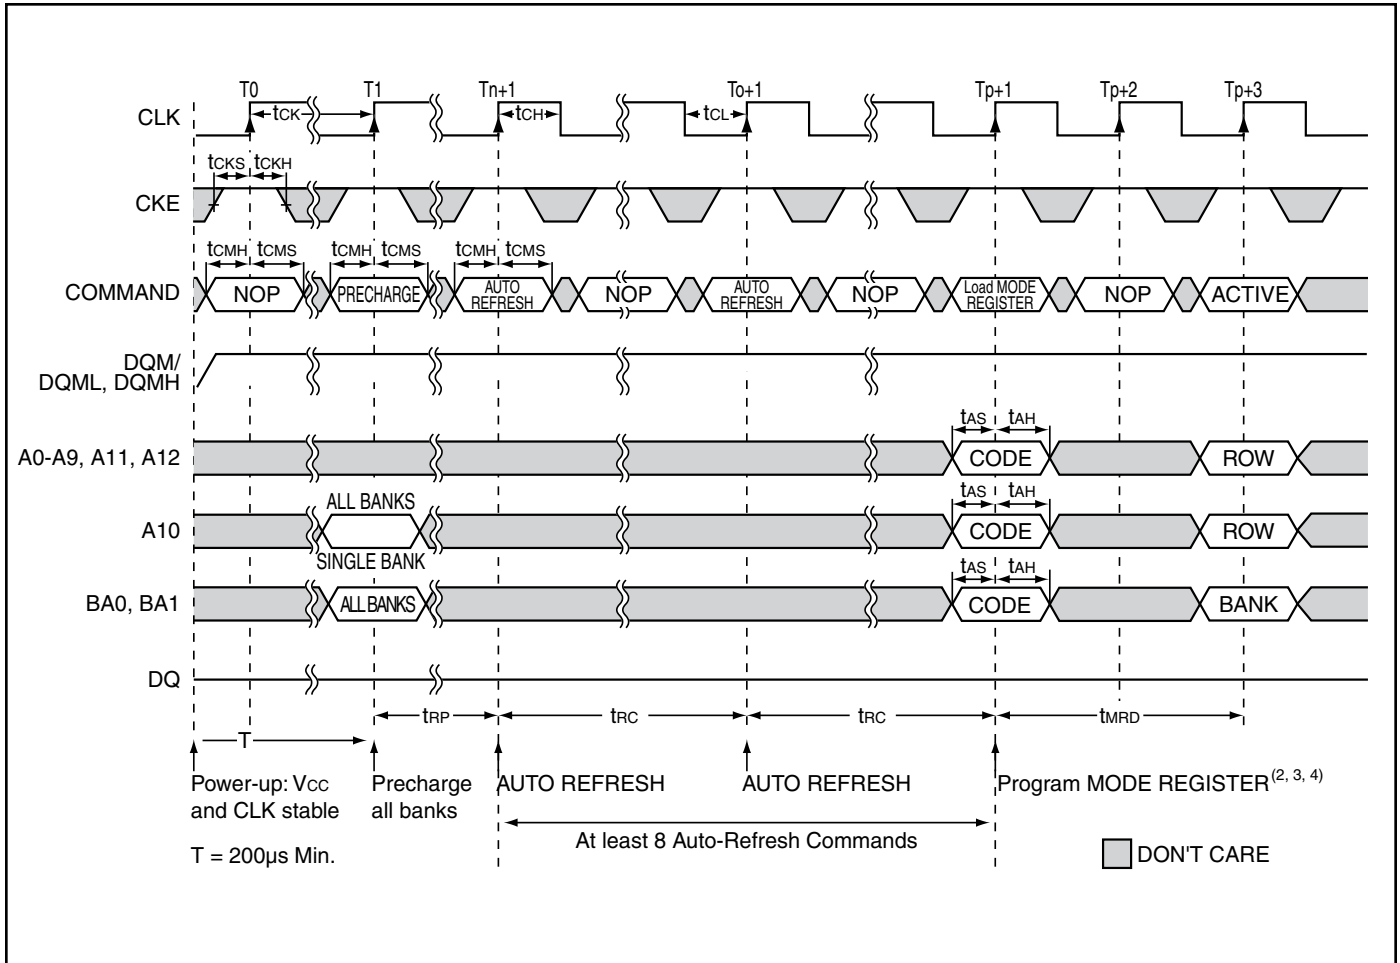 T0 T1 Tn+1 To+1 Tp+1 Tp+2 Tp+3
CLK tCK tCH tCL
tCKS tCKH
CKE
tCMH tCMS tCMH tCMS tCMH tCMS
COMMAND NOP PRECHARGE AUTO REFRESH NOP AUTO REFRESH NOP Load MODE REGISTER NOP ACTIVE
DQM/
DQML, DQMH
tAS tAH
A0-A9, A11, A12 CODE ROW
ALL BANKS tAS tAH
A10 CODE ROW
SINGLE BANK tAS tAH
BA0, BA1 ALL BANKS CODE BANK
DQ
tRP tRC tRC tMRD
T
Power-up: VCC Precharge AUTO REFRESH AUTO REFRESH Program MODE REGISTER(2, 3, 4)
and CLK stable all banks
At least 8 Auto-Refresh Commands
T = 200µs Min. DON'T CARE